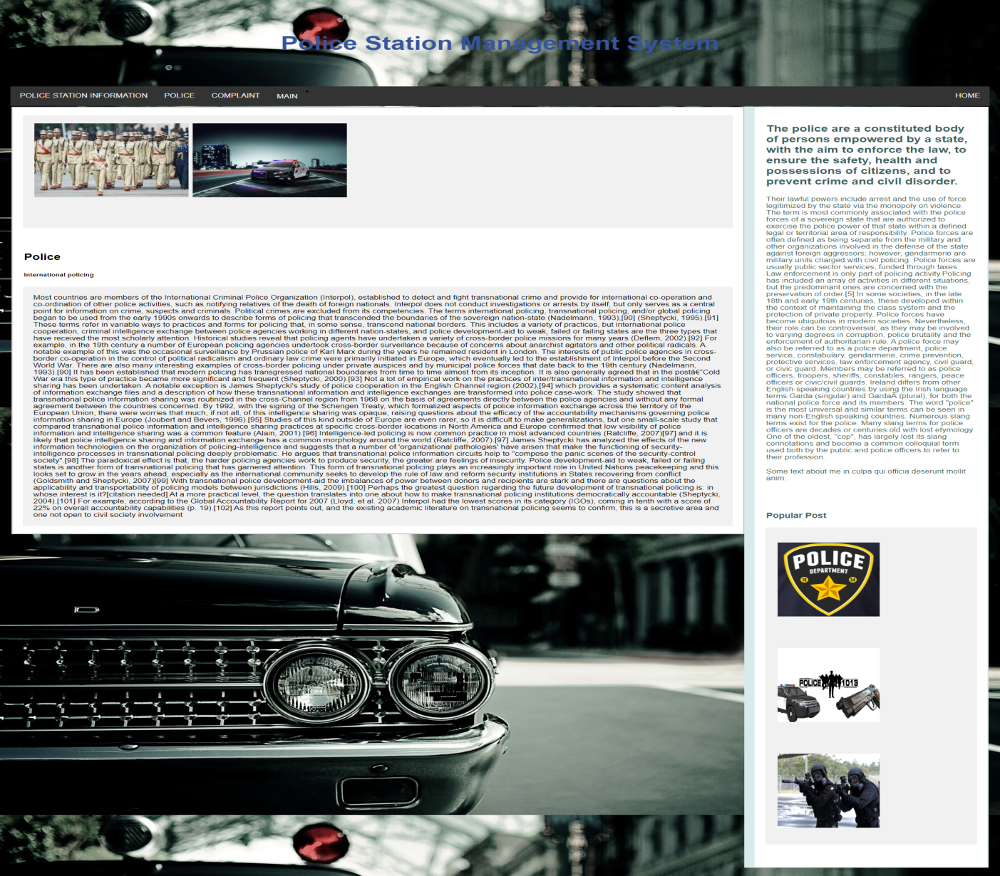 Police Station Management System
POLICE STATION INFORMATION POLICE COMPLAINT MAIN HOME
Police
International policing
Most countries are members of the International Criminal Police Organization (Interpol), established to detect and fight transnational crime and provide for international co-operation and
co-ordination of other police activities, such as notifying relatives of the death of foreign nationals. Interpol does not conduct investigations or arrests by itself, but only serves as a central
point for information on crime, suspects and criminals. Political crimes are excluded from its competencies. The terms international policing, transnational policing, and/or global policing
began to be used from the early 1990s onwards to describe forms of policing that transcended the boundaries of the sovereign nation-state (Nadelmann, 1993),[90] (Sheptycki, 1995).[91]
These terms refer in variable ways to practices and forms for policing that, in some sense, transcend national borders. This includes a variety of practices, but international police
cooperation, criminal intelligence exchange between police agencies working in different nation-states, and police development-aid to weak, failed or failing states are the three types that
have received the most scholarly attention. Historical studies reveal that policing agents have undertaken a variety of cross-border police missions for many years (Deflem, 2002).[92] For
example, in the 19th century a number of European policing agencies undertook cross-border surveillance because of concerns about anarchist agitators and other political radicals. A
notable example of this was the occasional surveillance by Prussian police of Karl Marx during the years he remained resident in London. The interests of public police agencies in cross-
border co-operation in the control of political radicalism and ordinary law crime were primarily initiated in Europe, which eventually led to the establishment of Interpol before the Second
World War. There are also many interesting examples of cross-border policing under private auspices and by municipal police forces that date back to the 19th century (Nadelmann,
1993).[90] It has been established that modern policing has transgressed national boundaries from time to time almost from its inception. It is also generally agreed that in the postâ€“Cold
War era this type of practice became more significant and frequent (Sheptycki, 2000).[93] Not a lot of empirical work on the practices of inter/transnational information and intelligence
sharing has been undertaken. A notable exception is James Sheptycki's study of police cooperation in the English Channel region (2002),[94] which provides a systematic content analysis
of information exchange files and a description of how these transnational information and intelligence exchanges are transformed into police case-work. The study showed that
transnational police information sharing was routinized in the cross-Channel region from 1968 on the basis of agreements directly between the police agencies and without any formal
agreement between the countries concerned. By 1992, with the signing of the Schengen Treaty, which formalized aspects of police information exchange across the territory of the
European Union, there were worries that much, if not all, of this intelligence sharing was opaque, raising questions about the efficacy of the accountability mechanisms governing police
information sharing in Europe (Joubert and Bevers, 1996).[95] Studies of this kind outside of Europe are even rarer, so it is difficult to make generalizations, but one small-scale study that
compared transnational police information and intelligence sharing practices at specific cross-border locations in North America and Europe confirmed that low visibility of police
information and intelligence sharing was a common feature (Alain, 2001).[96] Intelligence-led policing is now common practice in most advanced countries (Ratcliffe, 2007)[97] and it is
likely that police intelligence sharing and information exchange has a common morphology around the world (Ratcliffe, 2007).[97] James Sheptycki has analyzed the effects of the new
information technologies on the organization of policing-intelligence and suggests that a number of 'organizational pathologies' have arisen that make the functioning of security-
intelligence processes in transnational policing deeply problematic. He argues that transnational police information circuits help to "compose the panic scenes of the security-control
society".[98] The paradoxical effect is that, the harder policing agencies work to produce security, the greater are feelings of insecurity. Police development-aid to weak, failed or failing
states is another form of transnational policing that has garnered attention. This form of transnational policing plays an increasingly important role in United Nations peacekeeping and this
looks set to grow in the years ahead, especially as the international community seeks to develop the rule of law and reform security institutions in States recovering from conflict
(Goldsmith and Sheptycki, 2007)[99] With transnational police development-aid the imbalances of power between donors and recipients are stark and there are questions about the
applicability and transportability of policing models between jurisdictions (Hills, 2009).[100] Perhaps the greatest question regarding the future development of transnational policing is: in
whose interest is it?[citation needed] At a more practical level, the question translates into one about how to make transnational policing institutions democratically accountable (Sheptycki,
2004).[101] For example, according to the Global Accountability Report for 2007 (Lloyd, et al. 2007) Interpol had the lowest scores in its category (IGOs), coming in tenth with a score of
22% on overall accountability capabilities (p. 19).[102] As this report points out, and the existing academic literature on transnational policing seems to confirm, this is a secretive area and
one not open to civil society involvement
The police are a constituted body
of persons empowered by a state,
with the aim to enforce the law, to
ensure the safety, health and
possessions of citizens, and to
prevent crime and civil disorder.
Their lawful powers include arrest and the use of force
legitimized by the state via the monopoly on violence.
The term is most commonly associated with the police
forces of a sovereign state that are authorized to
exercise the police power of that state within a defined
legal or territorial area of responsibility. Police forces are
often defined as being separate from the military and
other organizations involved in the defense of the state
against foreign aggressors; however, gendarmerie are
military units charged with civil policing. Police forces are
usually public sector services, funded through taxes.
Law enforcement is only part of policing activity.Policing
has included an array of activities in different situations,
but the predominant ones are concerned with the
preservation of order.[5] In some societies, in the late
18th and early 19th centuries, these developed within
the context of maintaining the class system and the
protection of private property. Police forces have
become ubiquitous in modern societies. Nevertheless,
their role can be controversial, as they may be involved
to varying degrees in corruption, police brutality and the
enforcement of authoritarian rule. A police force may
also be referred to as a police department, police
service, constabulary, gendarmerie, crime prevention,
protective services, law enforcement agency, civil guard,
or civic guard. Members may be referred to as police
officers, troopers, sheriffs, constables, rangers, peace
officers or civic/civil guards. Ireland differs from other
English-speaking countries by using the Irish language
terms Garda (singular) and GardaÃ (plural), for both the
national police force and its members. The word "police"
is the most universal and similar terms can be seen in
many non-English speaking countries. Numerous slang
terms exist for the police. Many slang terms for police
officers are decades or centuries old with lost etymology.
One of the oldest, "cop", has largely lost its slang
connotations and become a common colloquial term
used both by the public and police officers to refer to
their profession.
Some text about me in culpa qui officia deserunt mollit
anim..
Popular Post
POLICE
DEPARTMENT
19 54
POLICE 1013